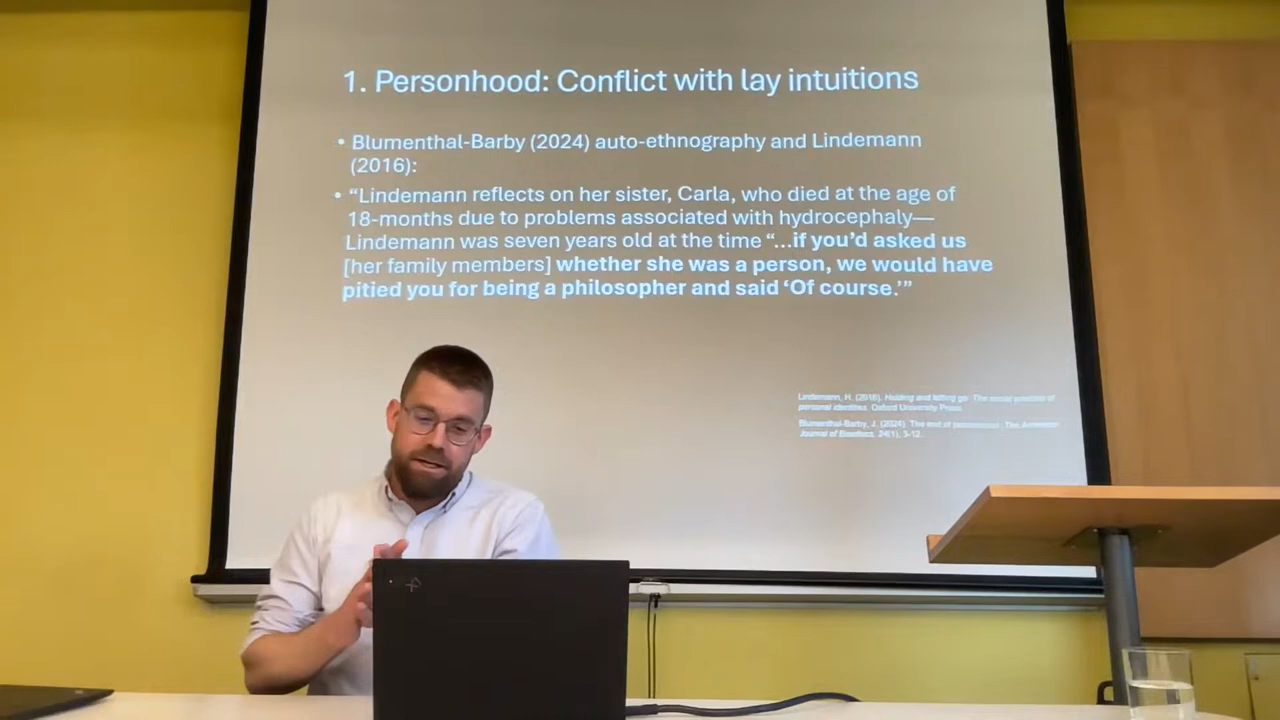 1. Personhood: Conflict with lay intuitions
• Blumenthal-Barby (2024) auto-ethnography and Lindemann
(2016):
• “Lindemann reflects on her sister, Carla, who died at the age of
18-months due to problems associated with hydrocephaly—
Lindemann was seven years old at the time “...if you’d asked us
[her family members] whether she was a person, we would have
pitied you for being a philosopher and said ‘Of course.’”
Lindemann, H. (2016). Holding and letting go: The social practice of
personal identities. Oxford University Press.
Blumenthal-Barby, J. (2024). The end of personhood. The American
Journal of Bioethics, 24(1), 3-12.